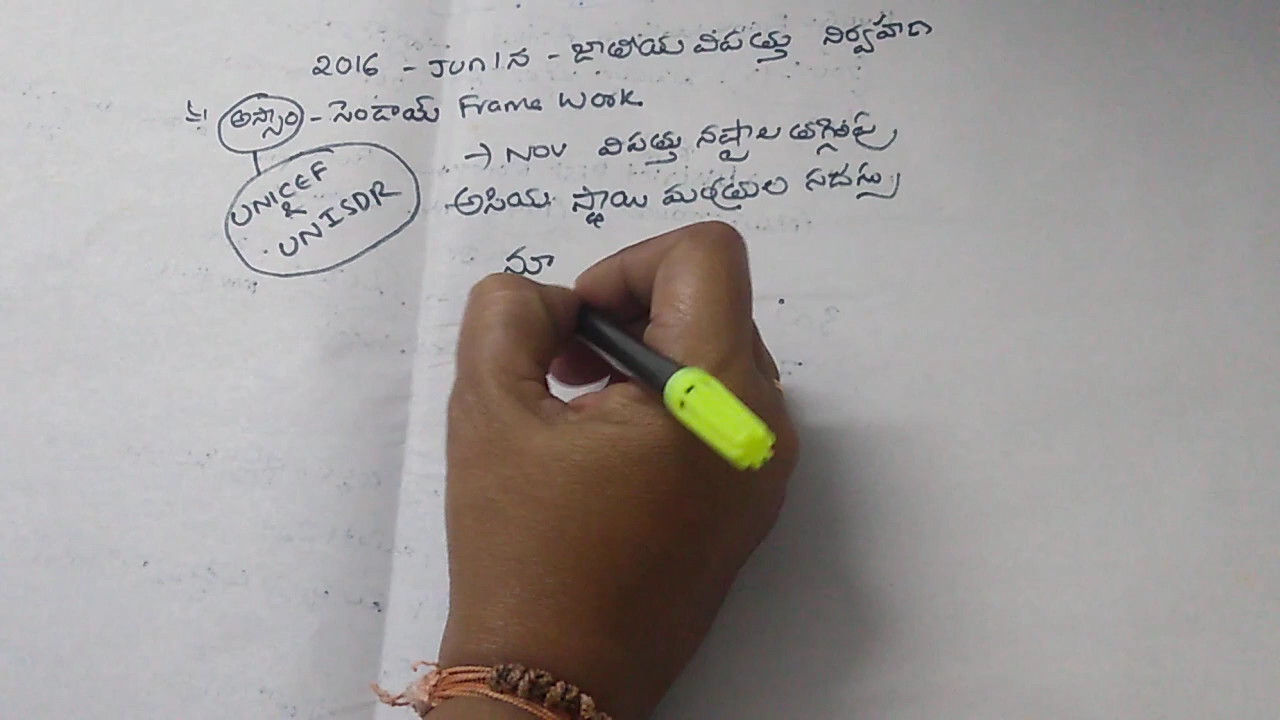 2016 - JUN 1న - జాతీయ విపత్తు నిర్వహణ
అస్సాం - సెండాయ్ Frame Work
UNICEF
&
UNISDR
→ Nov విపత్తు నష్టాల తగ్గింపు
ఆసియ స్థాయి మంత్రుల సదస్సు
మా